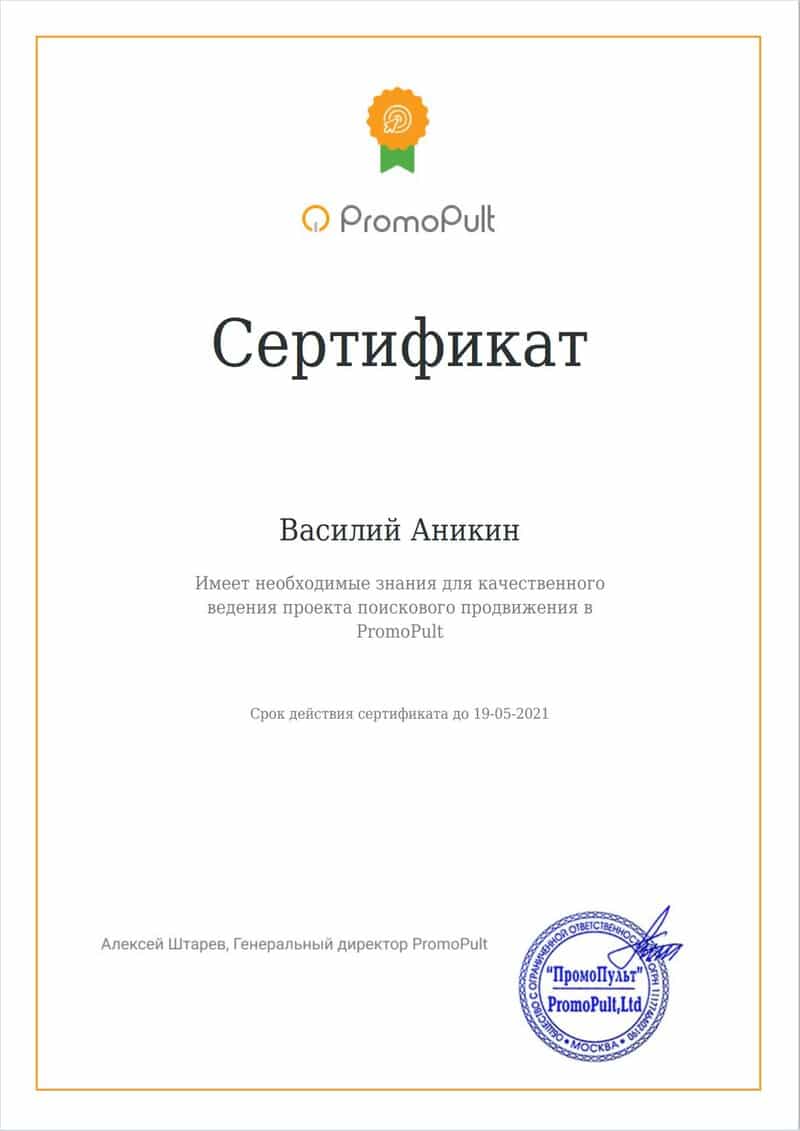 PromoPult
Сертификат
Василий Аникин
Имеет необходимые знания для качественного
ведения проекта поискового продвижения в
PromoPult
Срок действия сертификата до 19-05-2021
Алексей Штарев, Генеральный директор PromoPult
ОБЩЕСТВО С ОГРАНИЧЕННОЙ ОТВЕТСТВЕННОСТЬЮ
ОГРН
"ПромоПульт"
PromoPult,Ltd
МОСКВА